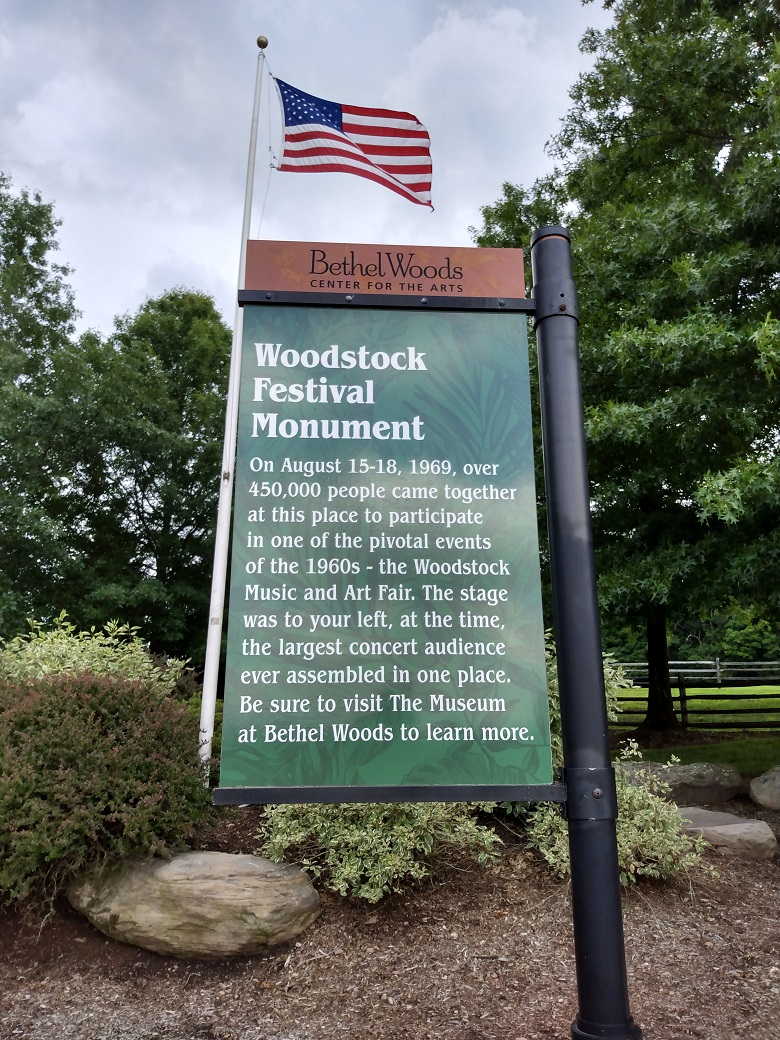 Bethel Woods
CENTER FOR THE ARTS
Woodstock
Festival
Monument
On August 15-18, 1969, over
450,000 people came together
at this place to participate
in one of the pivotal events
of the 1960s - the Woodstock
Music and Art Fair. The stage
was to your left, at the time,
the largest concert audience
ever assembled in one place.
Be sure to visit The Museum
at Bethel Woods to learn more.